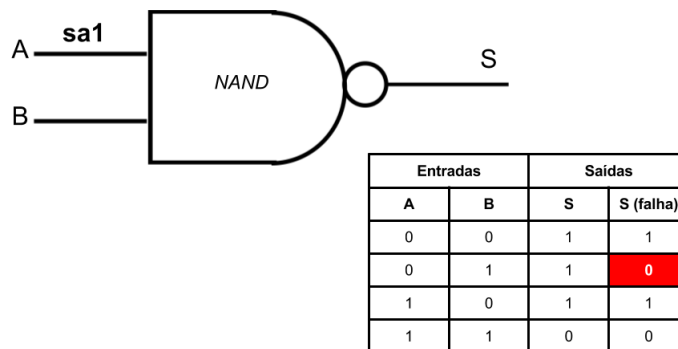 sa1
A
NAND
S
B
Entradas Saídas
A B S S (falha)
0 0 1 1
0 1 1 0
1 0 1 1
1 1 0 0